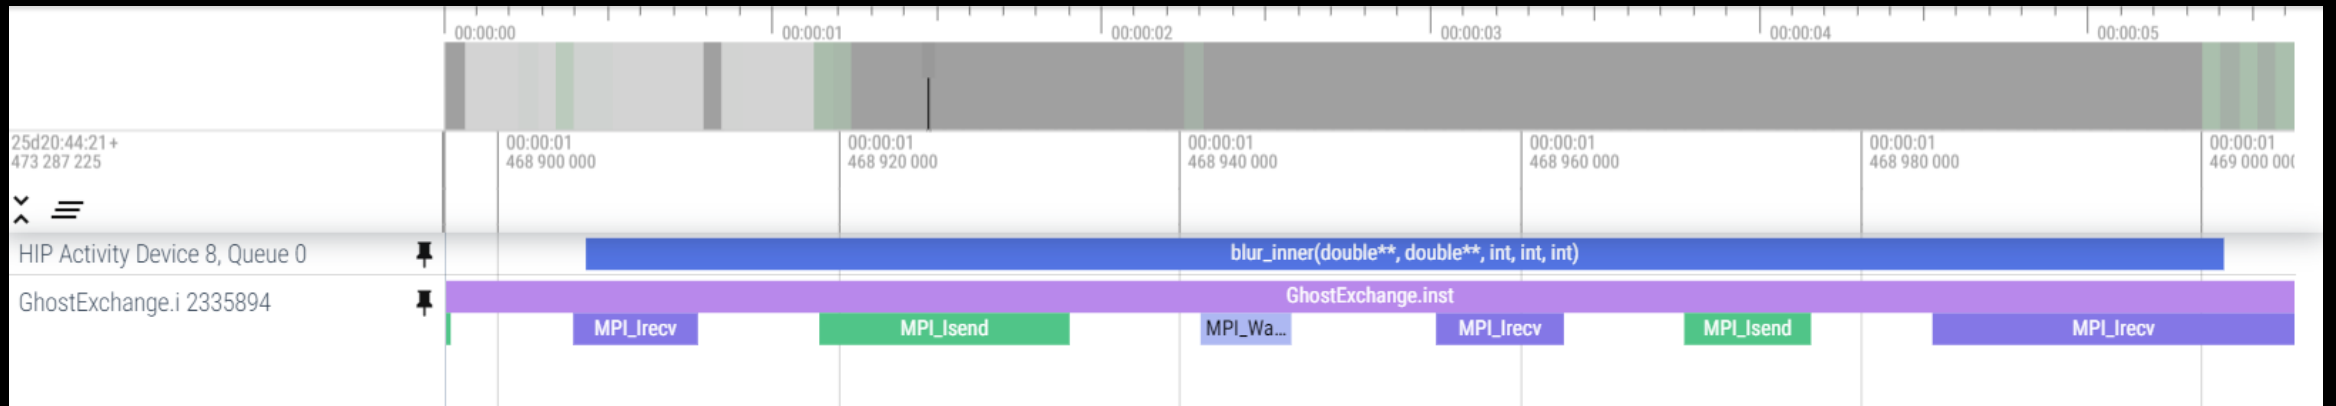 00:00:00 00:00:01 00:00:02 00:00:03 00:00:04 00:00:05
25d20:44:21+ 00:00:01 00:00:01 00:00:01 00:00:01 00:00:01 00:00:01
473 287 225 468 900 000 468 920 000 468 940 000 468 960 000 468 980 000 469 000 000
HIP Activity Device 8, Queue 0 blur_inner(double**, double**, int, int, int)
GhostExchange.i 2335894 GhostExchange.inst
MPI_Irecv MPI_Isend MPI_Wa... MPI_Irecv MPI_Isend MPI_Irecv